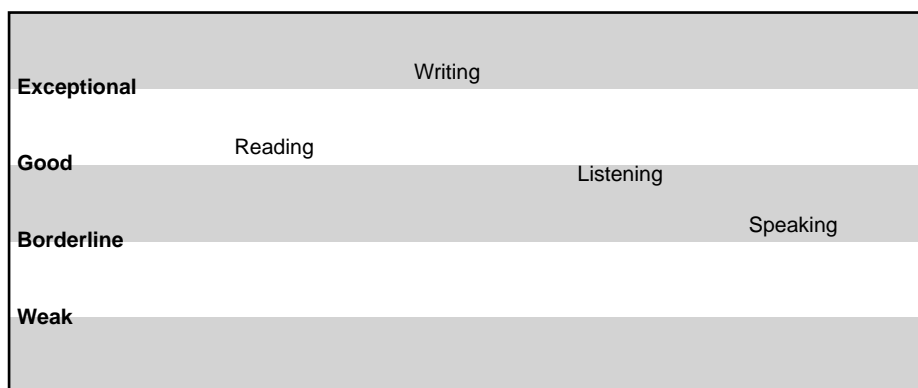 Writing
Exceptional
Reading
Good
Listening
Speaking
Borderline
Weak